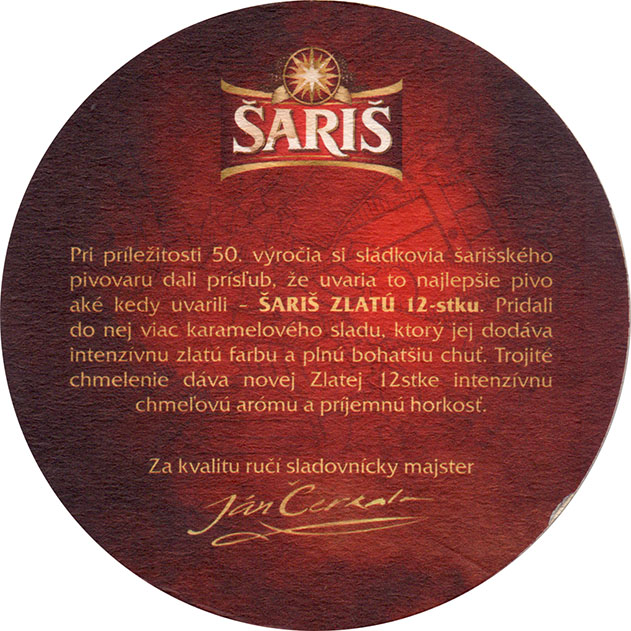 ŠARIŠ
Pri príležitosti 50. výročia si sládkovia šarišského
pivovaru dali prísľub, že uvaria to najlepšie pivo
aké kedy uvarili - ŠARIŠ ZLATÚ 12-stku. Pridali
do nej viac karamelového sladu, ktorý jej dodáva
intenzívnu zlatú farbu a plnú bohatšiu chuť. Trojité
chmelenie dáva novej Zlatej 12stke intenzívnu
chmeľovú arómu a príjemnú horkosť.
Za kvalitu ručí sladovnícky majster
Ján